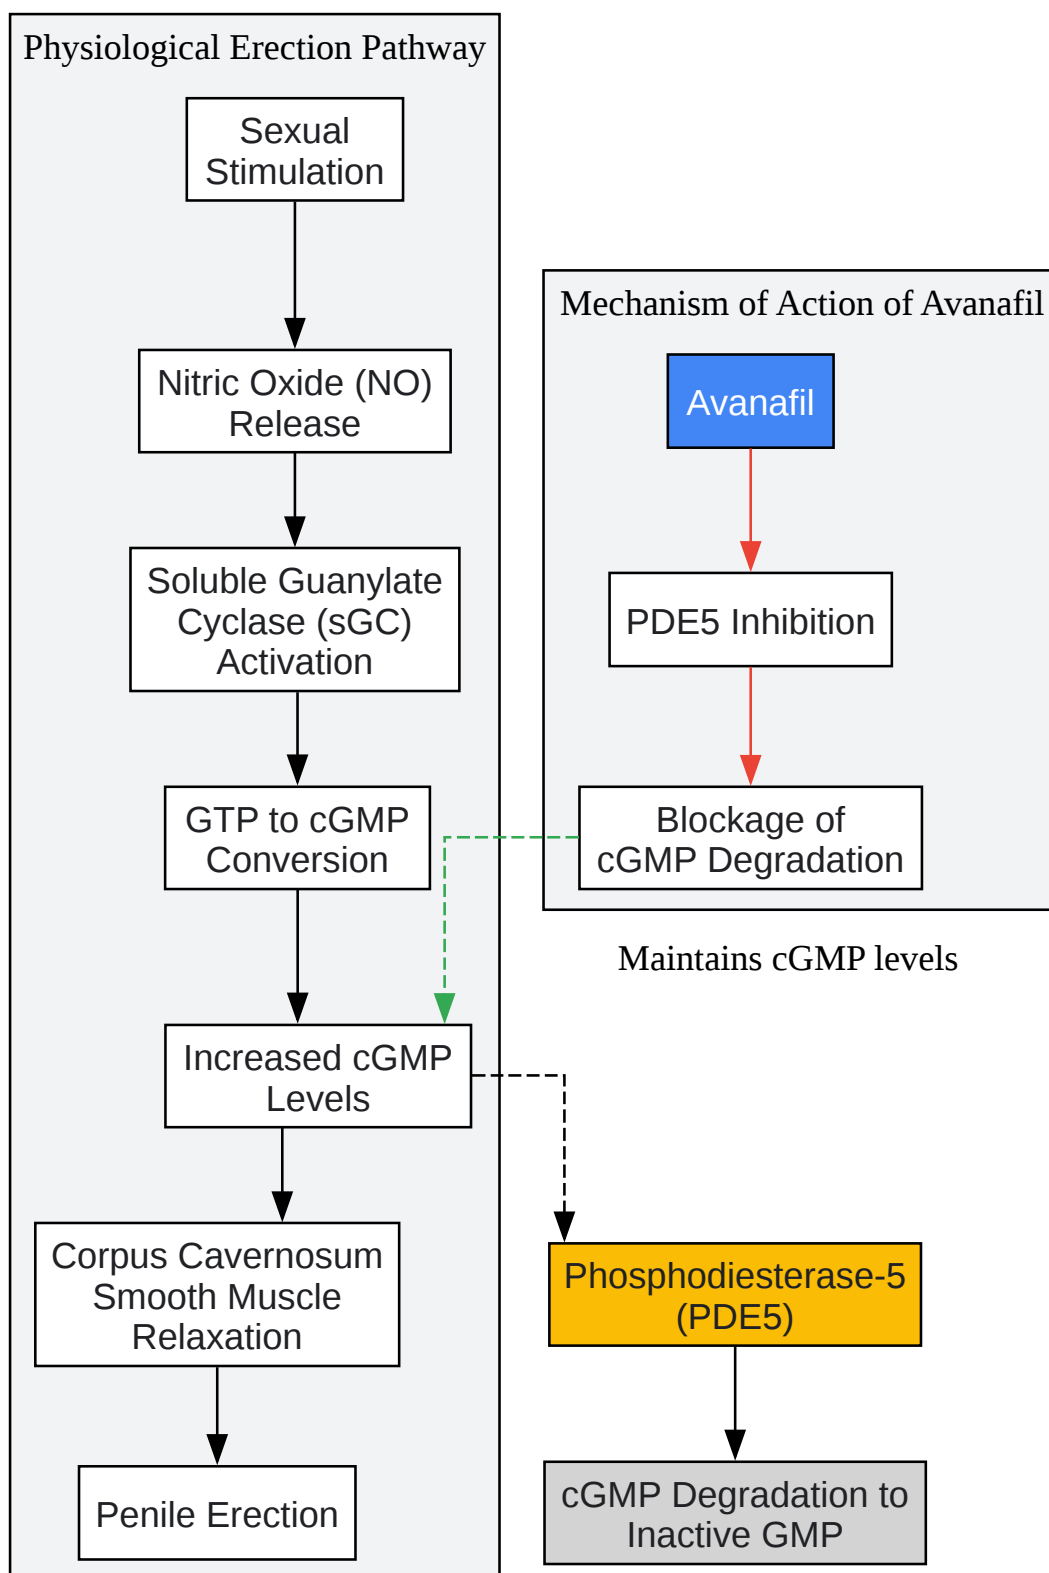 Physiological Erection Pathway
Sexual
Stimulation
Nitric Oxide (NO)
Release
Soluble Guanylate
Cyclase (sGC)
Activation
GTP to cGMP
Conversion
Increased cGMP
Levels
Corpus Cavernosum
Smooth Muscle
Relaxation
Penile Erection
Mechanism of Action of Avanafil
Avanafil
PDE5 Inhibition
Blockage of
cGMP Degradation
Maintains cGMP levels
Phosphodiesterase-5
(PDE5)
cGMP Degradation to
Inactive GMP